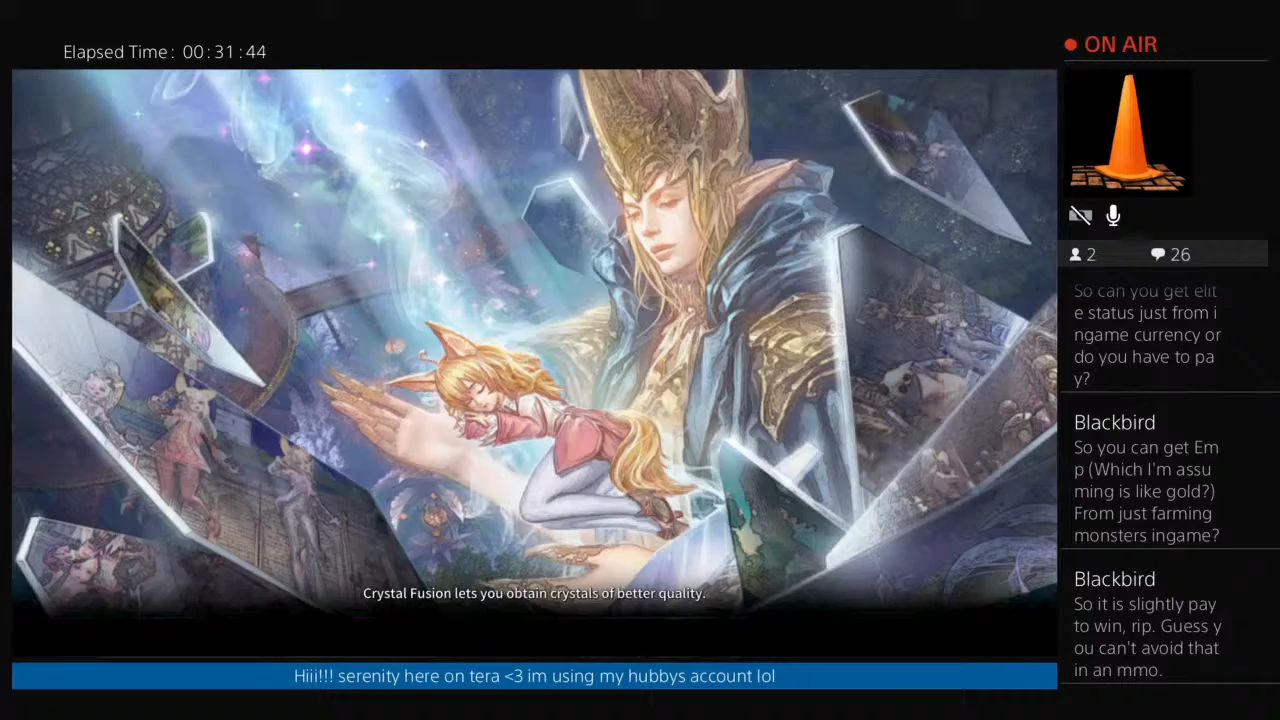 Elapsed Time: 00:31:44
ON AIR
2
26
So can you get elit
e status just from i
ngame currency or
do you have to pa
y?
Blackbird
So you can get Em
p (Which I'm assu
ming is like gold?)
From just farming
monsters ingame?
Blackbird
So it is slightly pay
to win, rip. Guess y
ou can't avoid that
in an mmo.
Crystal Fusion lets you obtain crystals of better quality.
Hiii!!! serenity here on tera <3 im using my hubbys account lol